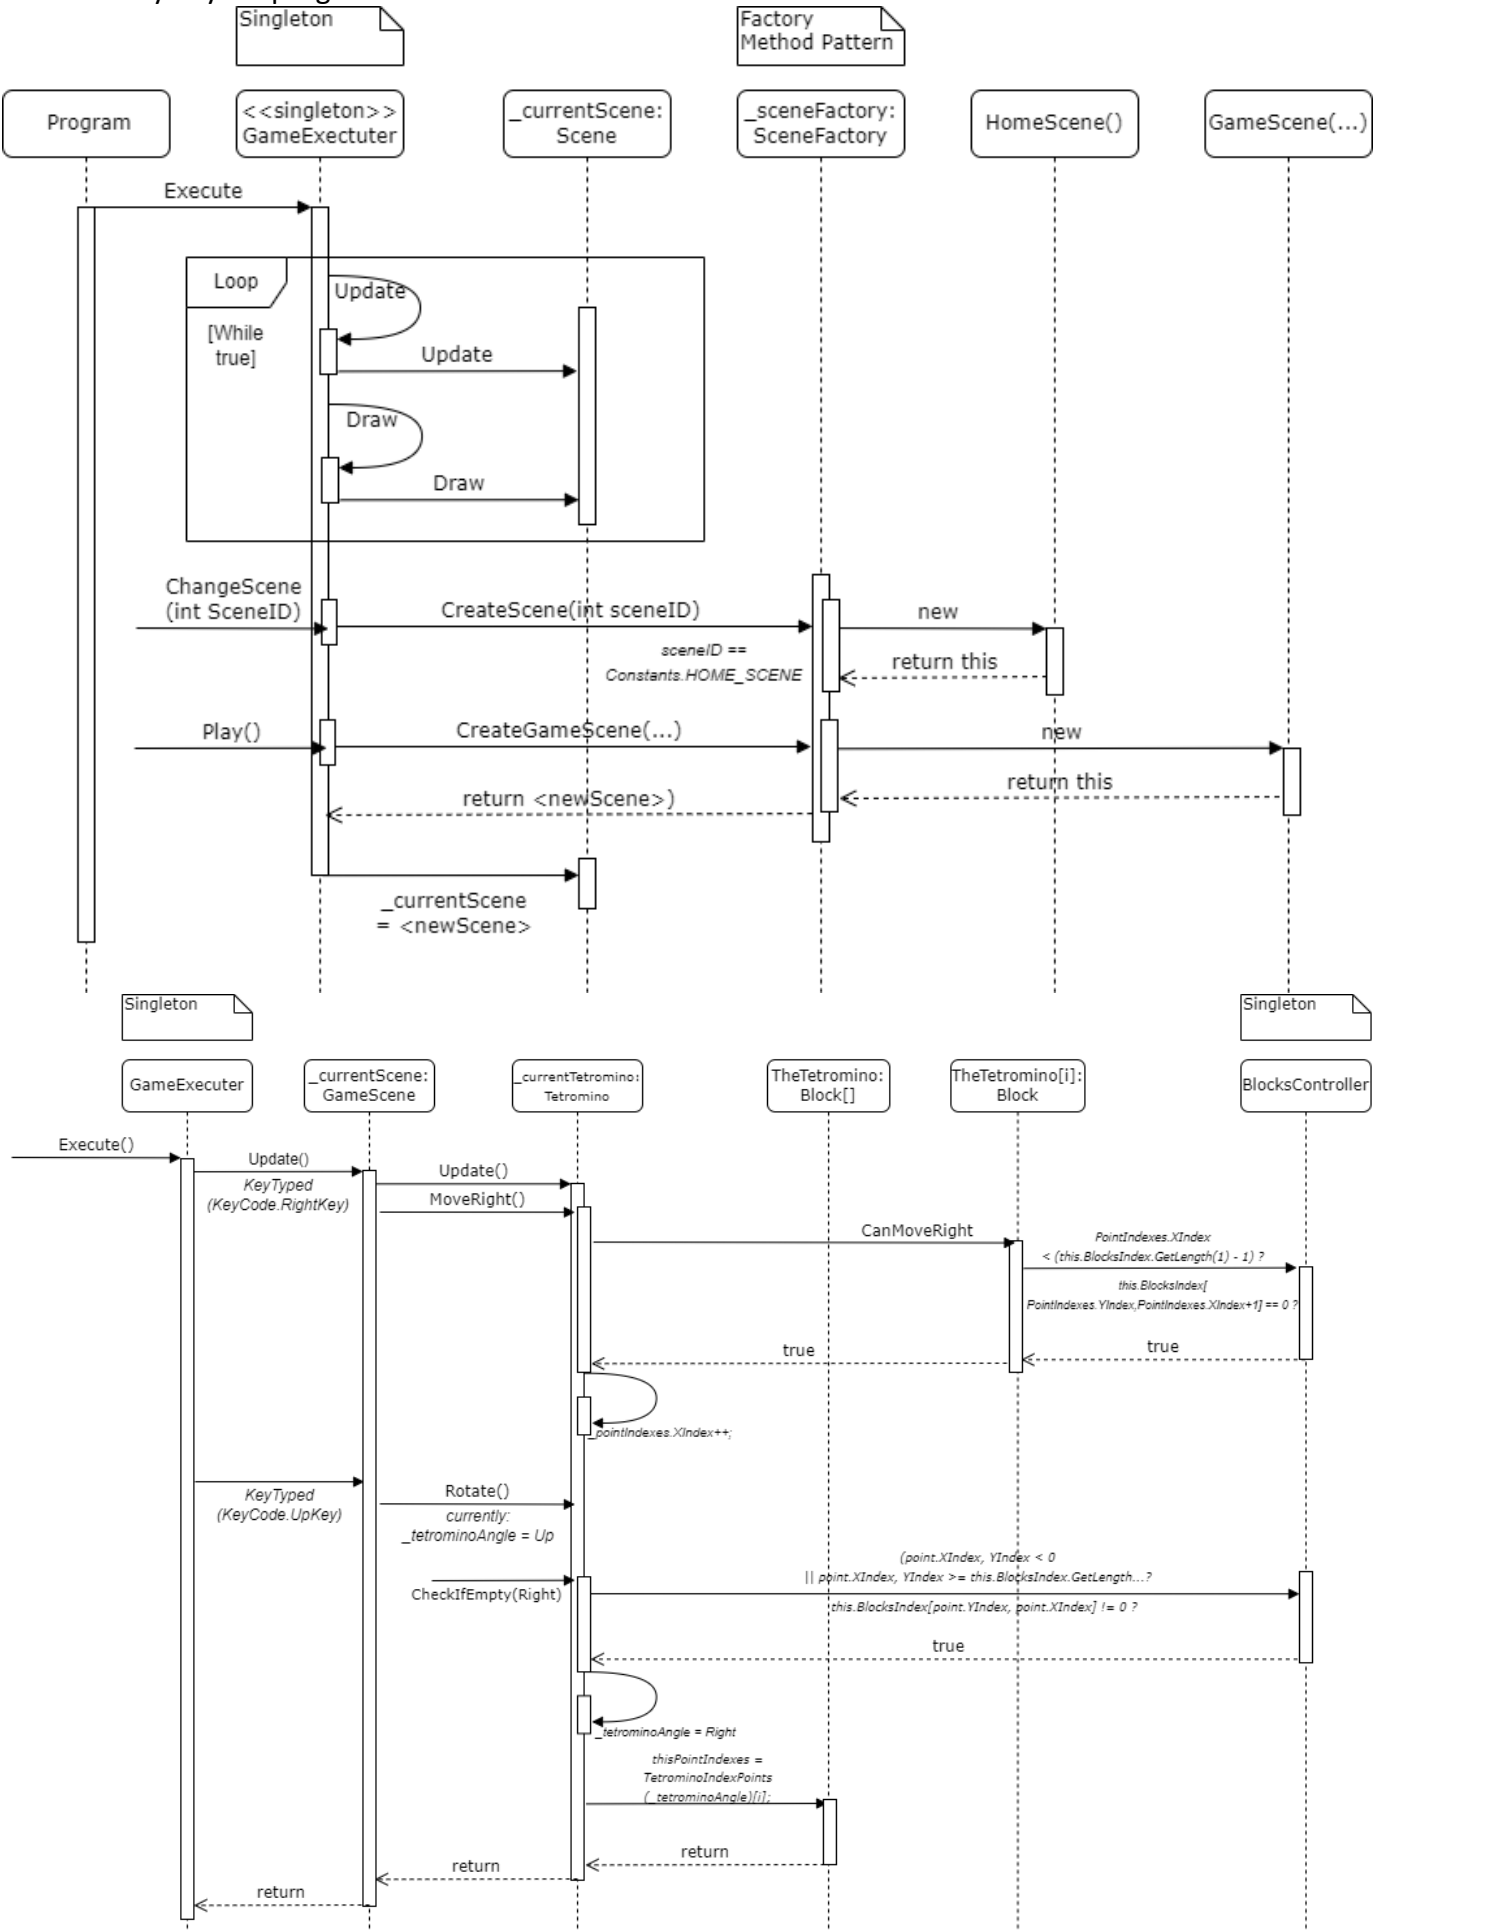 Singleton
Factory
Method Pattern
Program
<<singleton>>
GameExectuter
_currentScene:
Scene
_sceneFactory:
SceneFactory
HomeScene()
GameScene(...)
Execute
Loop
[While
true]
Update
Update
Draw
Draw
ChangeScene
(int SceneID)
CreateScene(int sceneID)
new
sceneID ==
Constants.HOME_SCENE
return this
Play()
CreateGameScene(...)
new
return this
return <newScene>)
_currentScene
= <newScene>
Singleton
Singleton
GameExecuter
_currentScene:
GameScene
_currentTetromino:
Tetromino
TheTetromino:
Block[]
TheTetromino[i]:
Block
BlocksController
Execute()
Update()
KeyTyped
(KeyCode.RightKey)
Update()
MoveRight()
CanMoveRight
PointIndexes.XIndex
< (this.BlocksIndex.GetLength(1) - 1) ?
this.BlocksIndex[
PointIndexes.YIndex,PointIndexes.XIndex+1] == 0 ?
true
true
_pointIndexes.XIndex++;
KeyTyped
(KeyCode.UpKey)
Rotate()
currently:
_tetrominoAngle = Up
CheckIfEmpty(Right)
(point.XIndex, YIndex < 0
|| point.XIndex, YIndex >= this.BlocksIndex.GetLength...?
this.BlocksIndex[point.YIndex, point.XIndex] != 0 ?
true
_tetrominoAngle = Right
thisPointIndexes =
TetrominoIndexPoints
(_tetrominoAngle)[i];
return
return
return